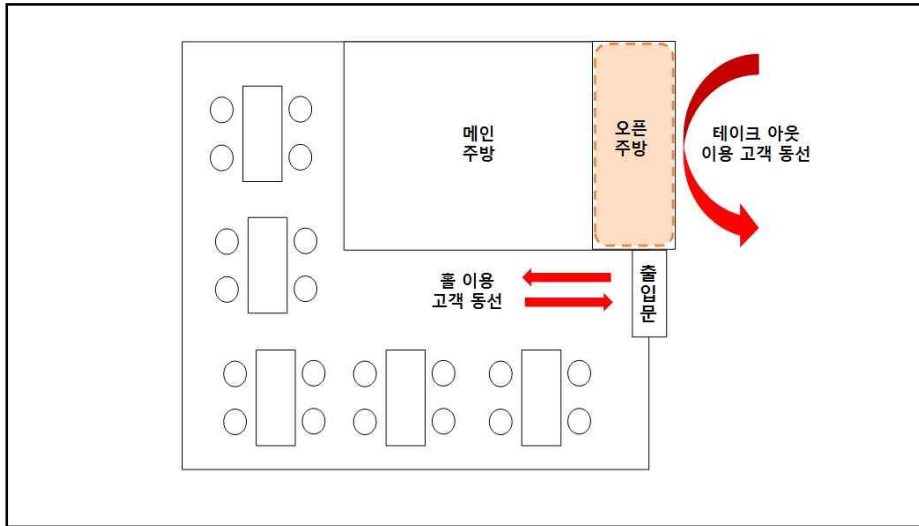 메인
주방
오픈
주방
테이크 아웃
이용 고객 동선
홀 이용
고객 동선
출입문